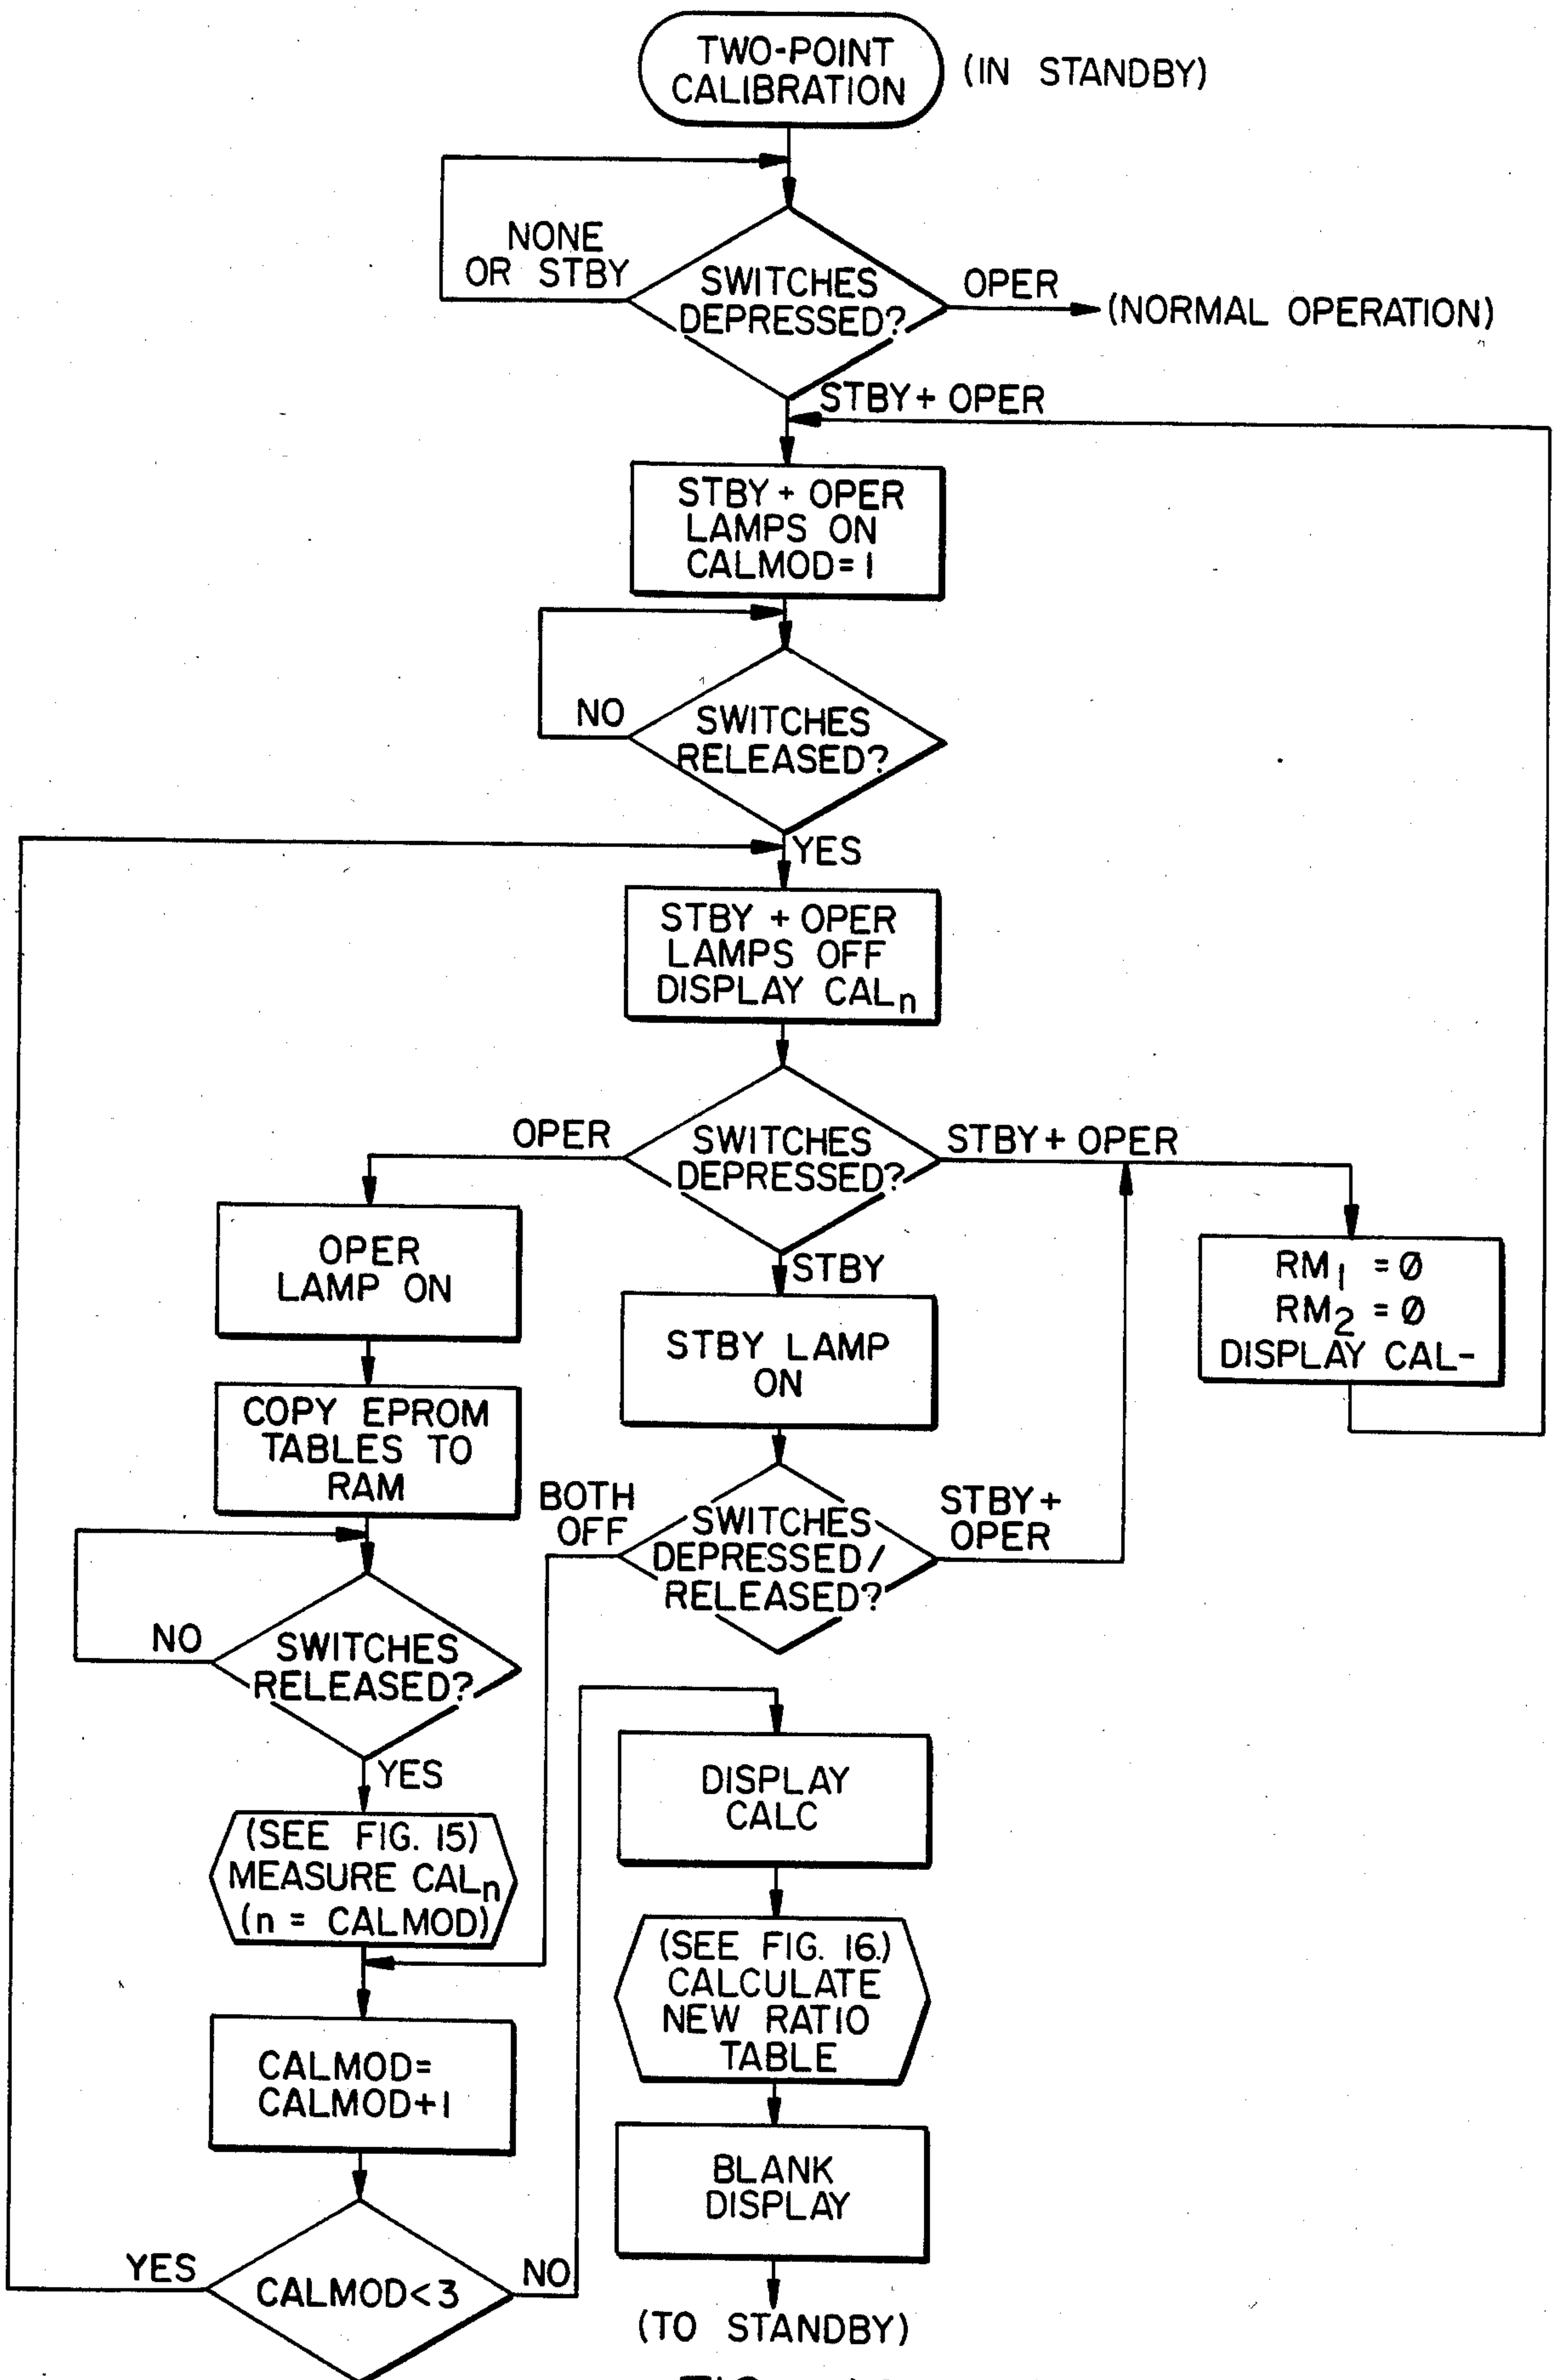 TWO-POINT
CALIBRATION
(IN STANDBY)
NONE
OR STBY
SWITCHES
DEPRESSED?
OPER
(NORMAL OPERATION)
STBY+ OPER
STBY + OPER
LAMPS ON
CALMOD=1
NO
SWITCHES
RELEASED?
YES
STBY + OPER
LAMPS OFF
DISPLAY CALn
OPER
SWITCHES
DEPRESSED?
STBY+ OPER
OPER
LAMP ON
STBY
STBY LAMP
ON
RM1 = Ø
RM2 = Ø
DISPLAY CAL-
COPY EPROM
TABLES TO
RAM
BOTH
OFF
SWITCHES
DEPRESSED/
RELEASED?
STBY+
OPER
NO
SWITCHES
RELEASED?
YES
(SEE FIG. 15)
MEASURE CALn
(n = CALMOD)
DISPLAY
CALC
(SEE FIG. 16.)
CALCULATE
NEW RATIO
TABLE
CALMOD=
CALMOD+1
BLANK
DISPLAY
YES
CALMOD<3
NO
(TO STANDBY)